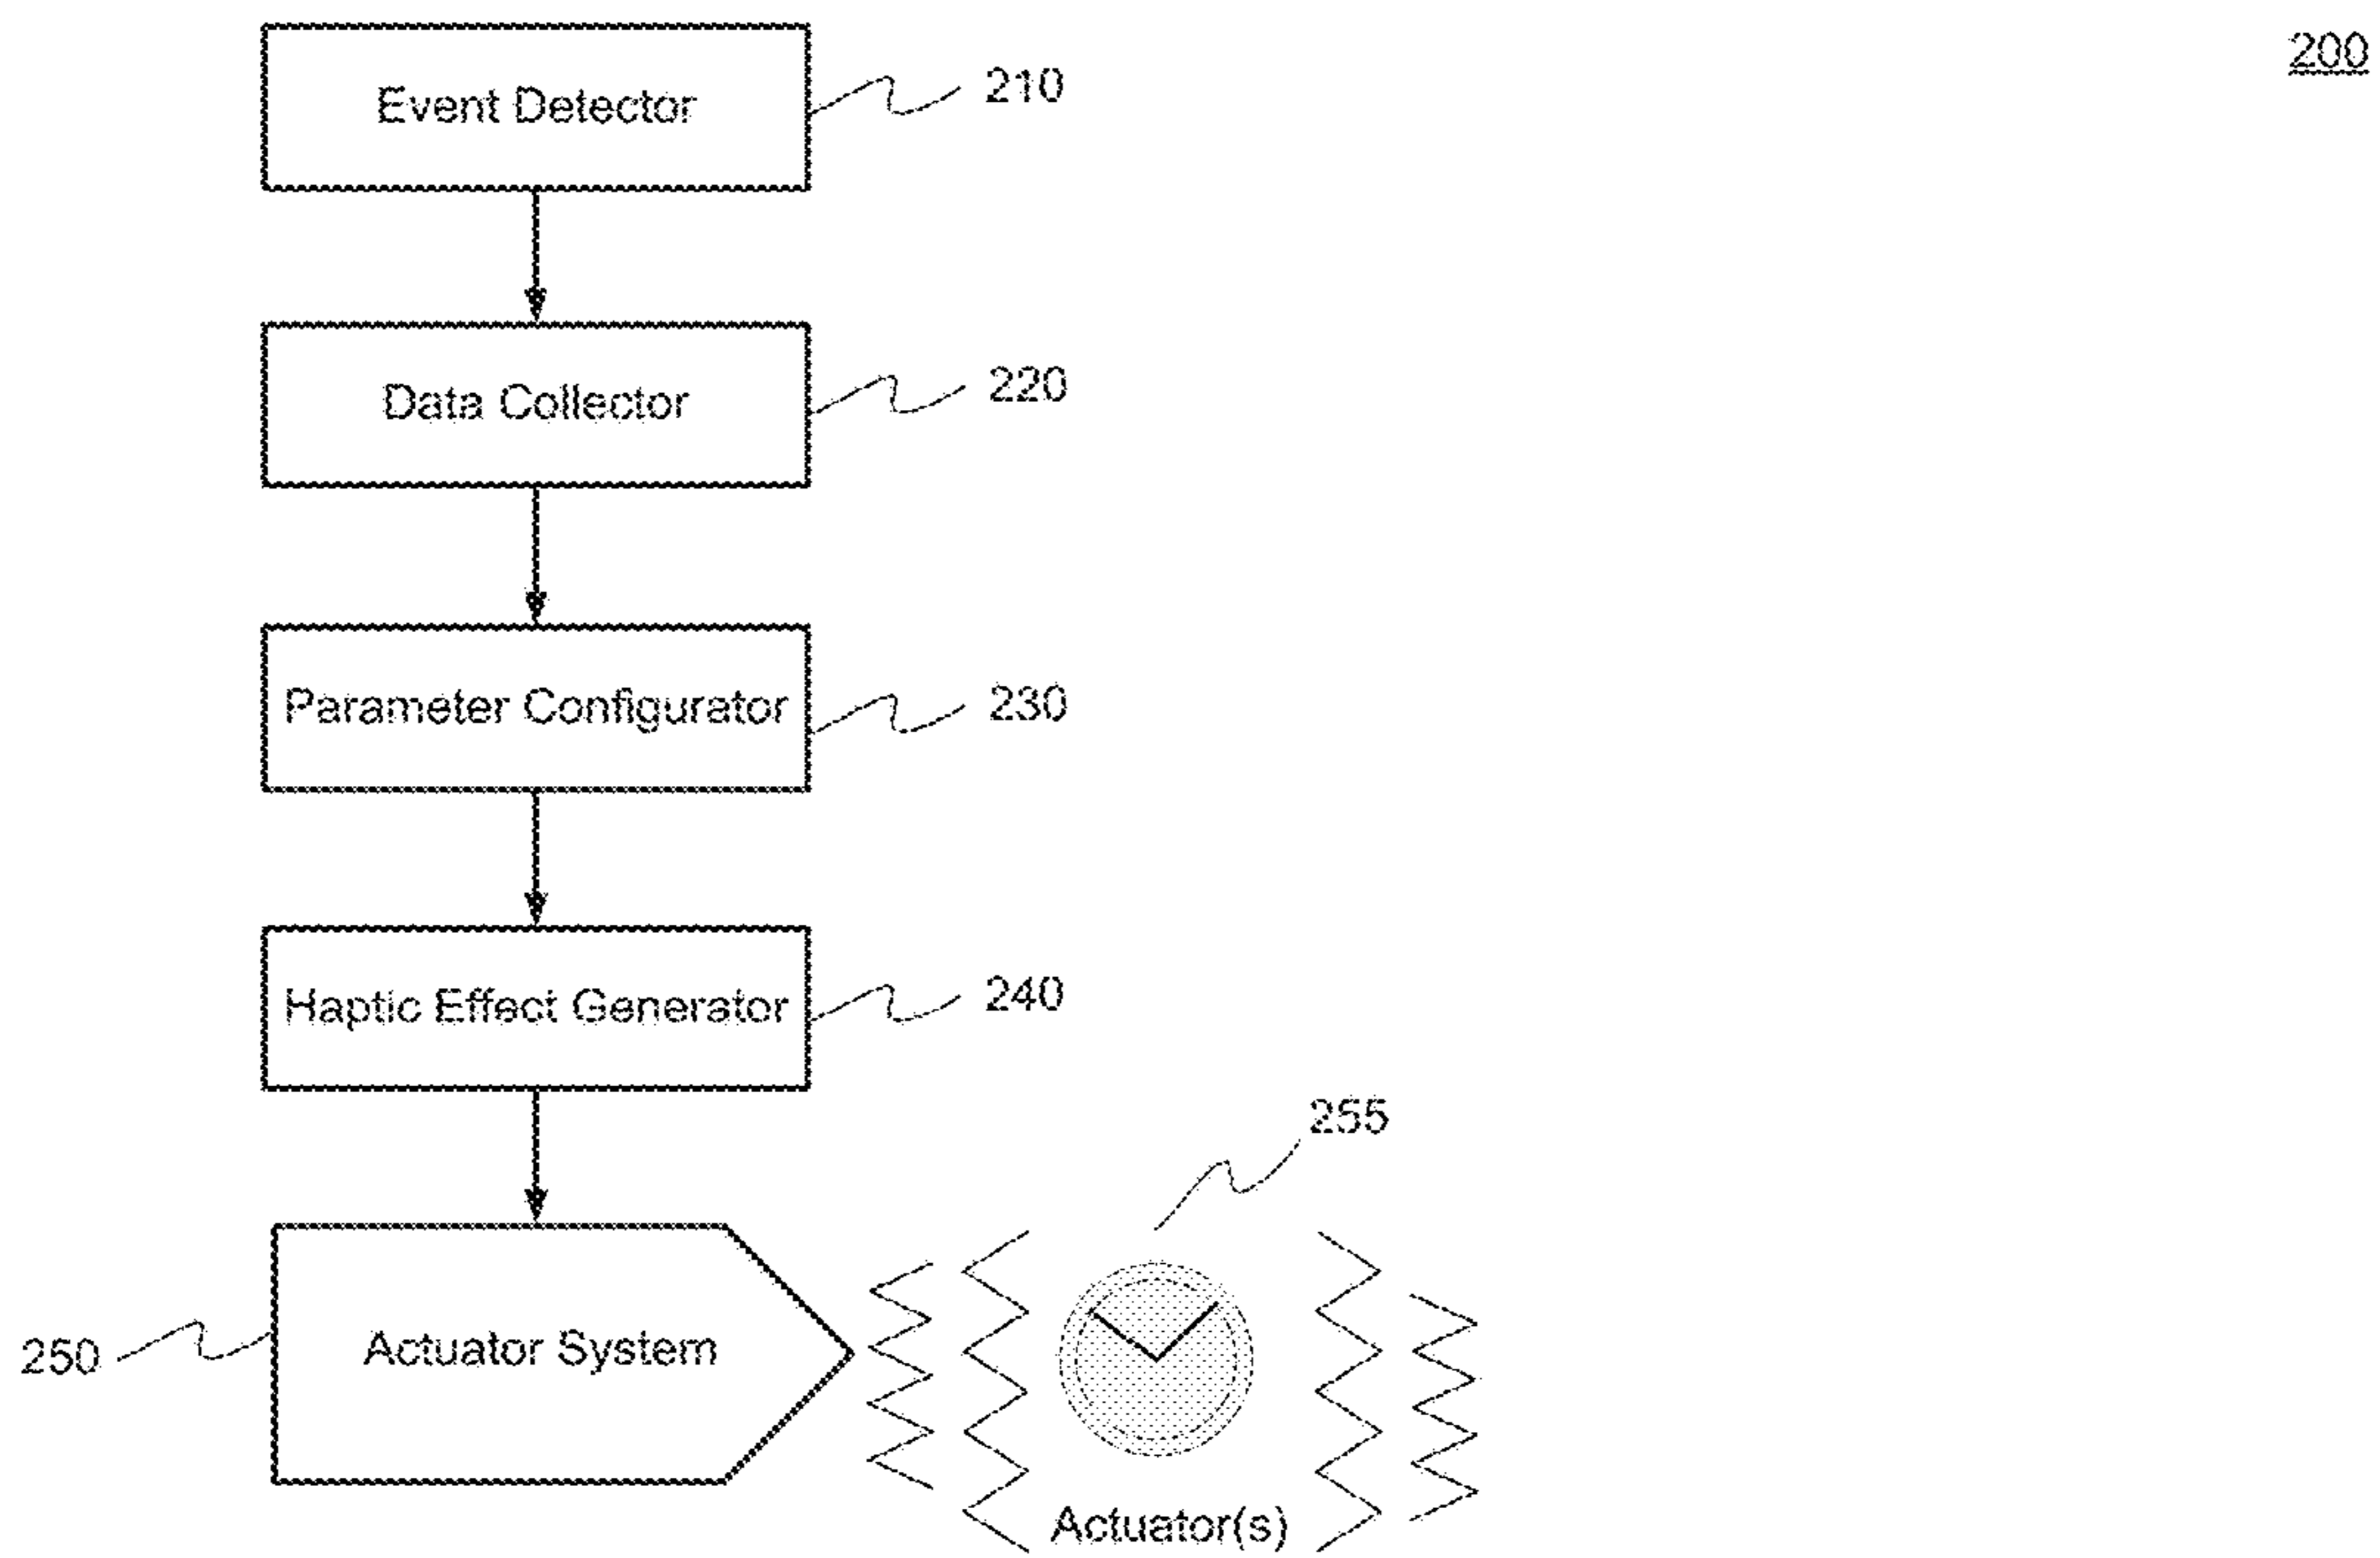 200
Event Detector
210
Data Collector
220
Parameter Configurator
230
Haptic Effect Generator
240
255
250
Actuator System
Actuator(s)